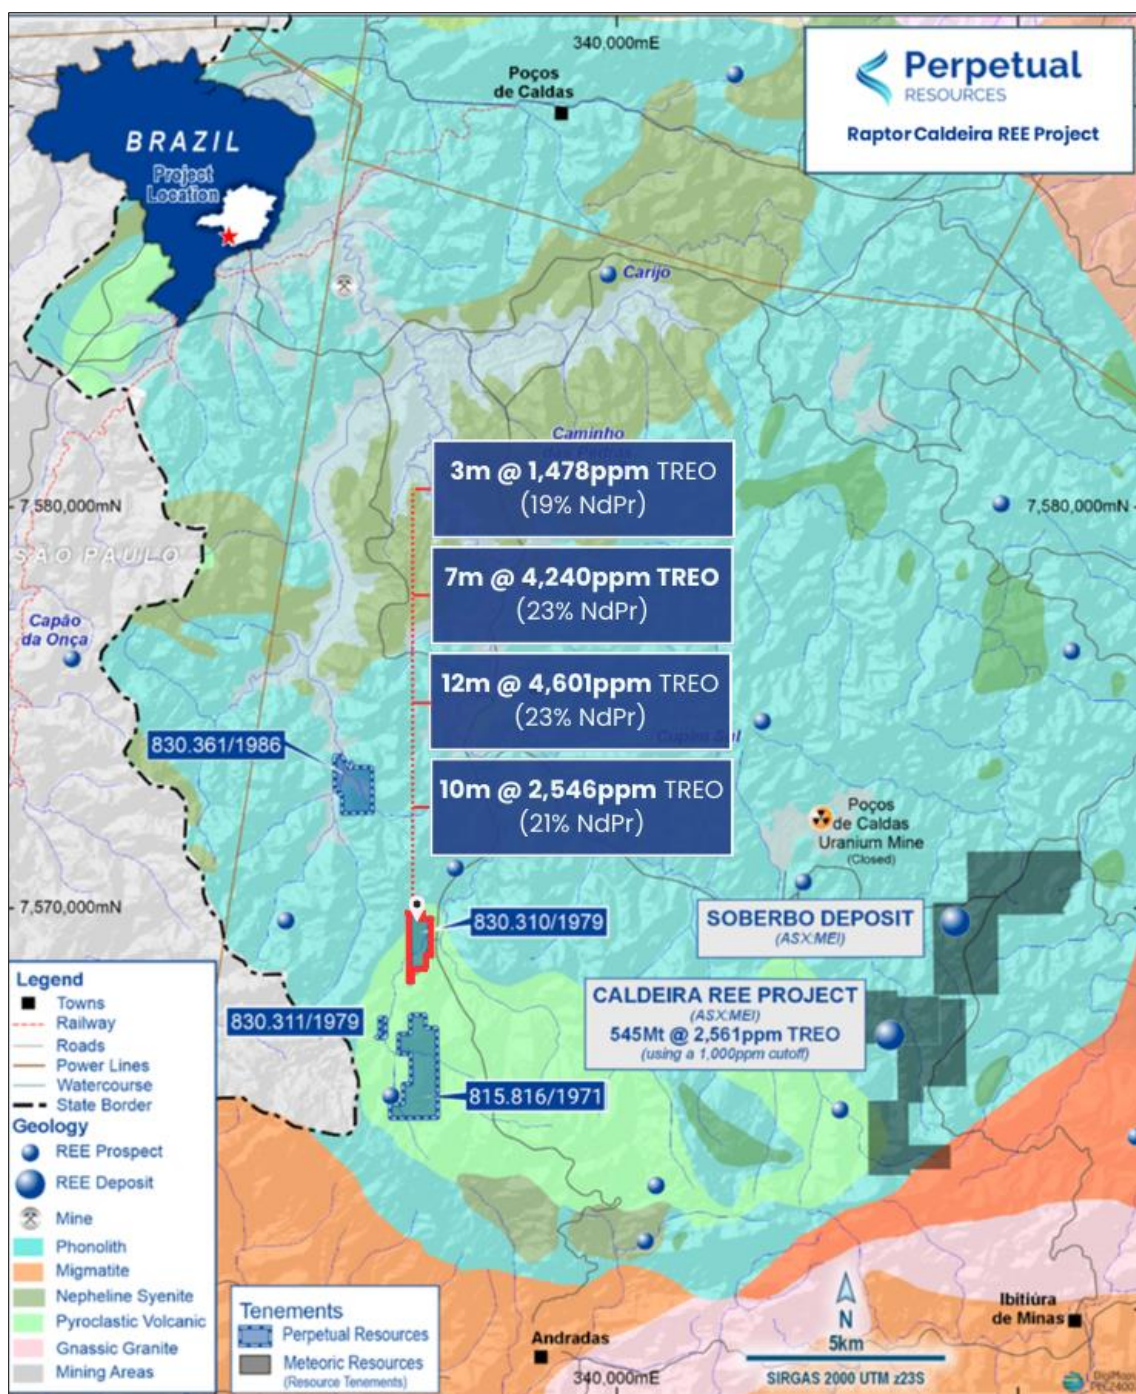 340,000mE
Perpetual
RESOURCES
Raptor Caldeira REE Project
Poços
de Caldas
BRAZIL
Project
Location
Carijo
Caminho
3m @ 1,478ppm TREO
(19% NdPr)
7,580,000mN
7,580,000mN
SÃO PAULO
7m @ 4,240ppm TREO
(23% NdPr)
Capão
da Onça
12m @ 4,601ppm TREO
(23% NdPr)
Cupim Sul
830.361/1986
10m @ 2,546ppm TREO
(21% NdPr)
Poços
de Caldas
Uranium Mine
(Closed)
7,570,000mN
830.310/1979
SOBERBO DEPOSIT
(ASX:MEI)
CALDEIRA REE PROJECT
(ASX:MEI)
545Mt @ 2,561ppm TREO
(using a 1,000ppm cutoff)
830.311/1979
815.816/1971
Legend
Towns
Railway
Roads
Power Lines
Watercourse
State Border
Geology
REE Prospect
REE Deposit
Mine
Phonolith
Migmatite
Nepheline Syenite
Pyroclastic Volcanic
Gnassic Granite
Mining Areas
Tenements
Perpetual Resources
Meteoric Resources
(Resource Tenements)
Andradas
340,000mE
N
5km
SIRGAS 2000 UTM z23S
Ibitiúra
de Minas